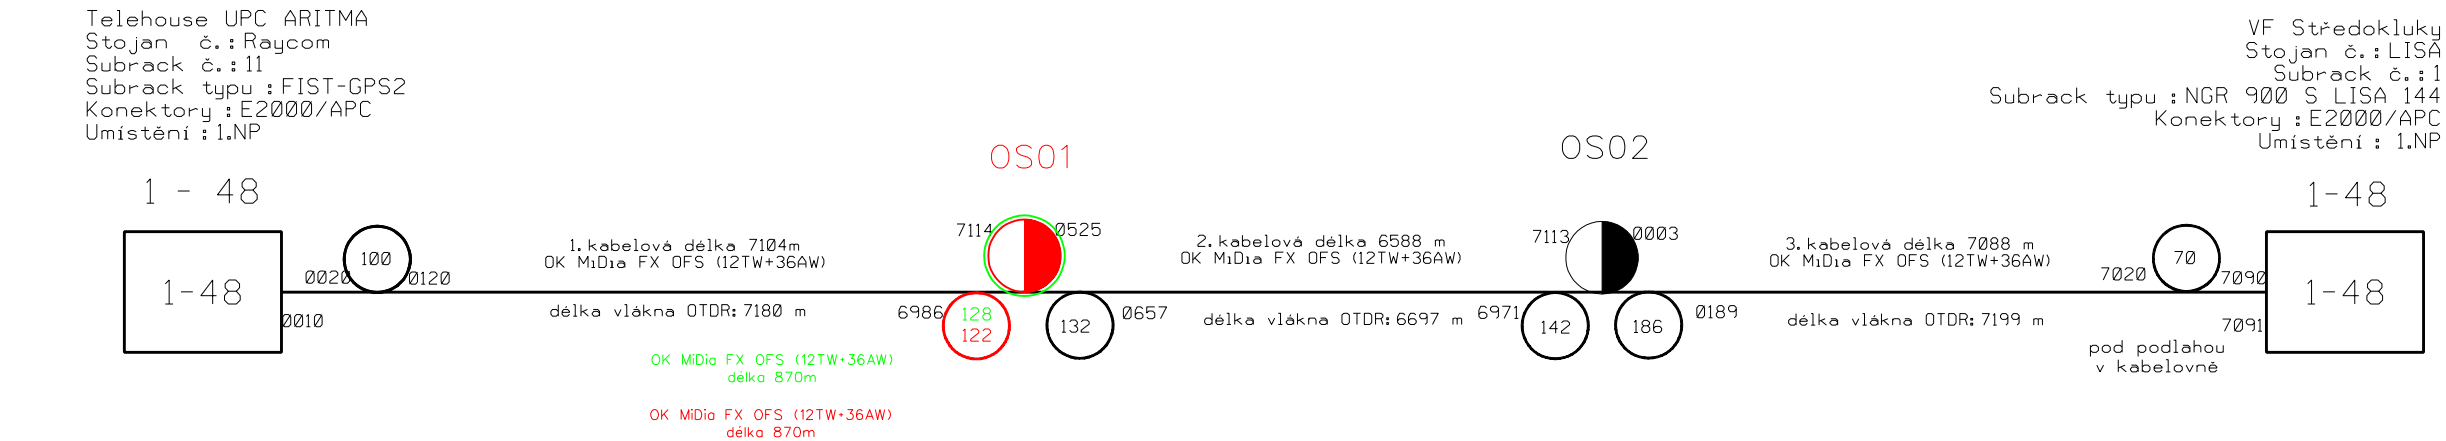 Telehouse UPC ARITMA
Stojan č.:Raycom
Subrack č.:11
Subrack typu :FIST-GPS2
Konektory :E2000/APC
Umístění :1.NP
VF Středokluky
Stojan č.:LISA
Subrack č.:1
Subrack typu :NGR 900 S LISA 144
Konektory :E2000/APC
Umístění : 1.NP
OS01
OS02
1 - 48
1-48
7114
0525
7113
0003
1.kabelová délka 7104m
OK MiDia FX OFS (12TW+36AW)
2.kabelová délka 6588 m
OK MiDia FX OFS (12TW+36AW)
3.kabelová délka 7088 m
OK MiDia FX OFS (12TW+36AW)
100
70
0020
0120
7020
7090
1-48
1-48
0010
délka vlákna OTDR:7180 m
6986
128
122
132
0657
délka vlákna OTDR:6697 m
6971
142
186
0189
délka vlákna OTDR:7199 m
7091
pod podlahou
v kabelovně
OK MiDia FX OFS (12TW+36AW)
délka 870m
OK MiDia FX OFS (12TW+36AW)
délka 870m